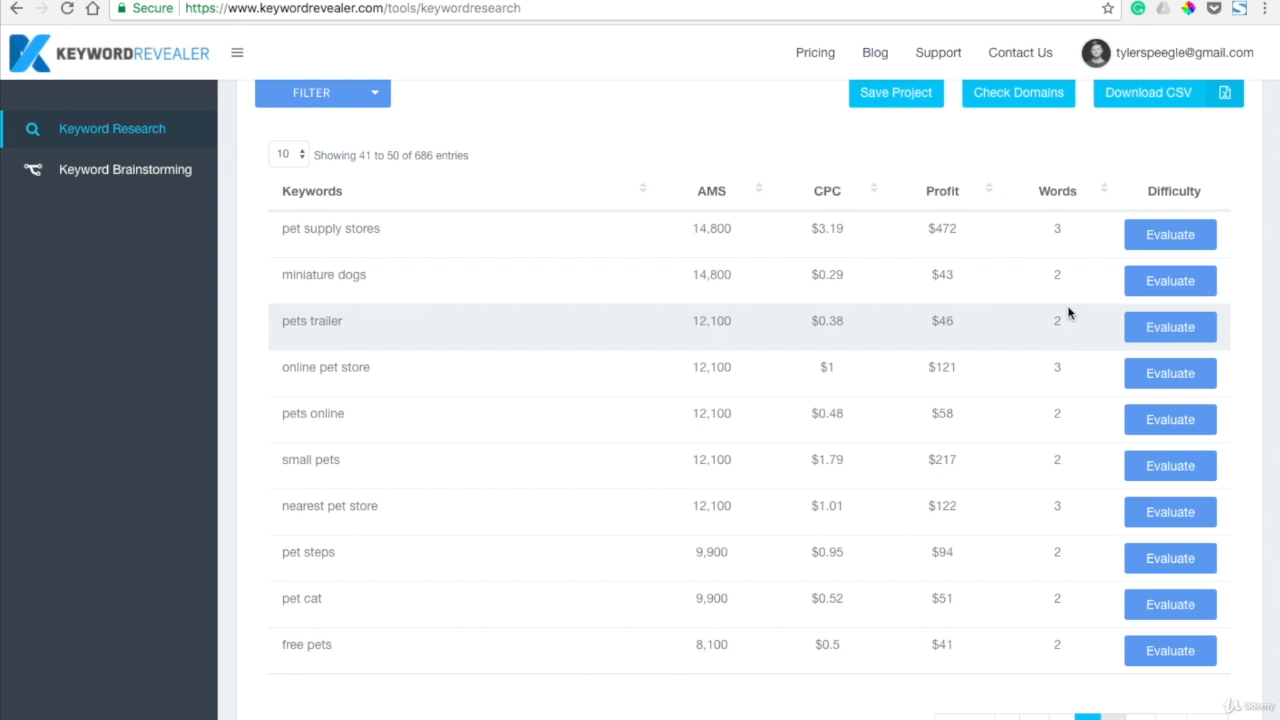 Secure https://www.keywordrevealer.com/tools/keywordresearch
KEYWORDREVEALER Pricing Blog Support Contact Us tylerspeegle@gmail.com
FILTER Save Project Check Domains Download CSV
Keyword Research
Keyword Brainstorming
10 Showing 41 to 50 of 686 entries
Keywords AMS CPC Profit Words Difficulty
pet supply stores 14,800 $3.19 $472 3 Evaluate
miniature dogs 14,800 $0.29 $43 2 Evaluate
pets trailer 12,100 $0.38 $46 2 Evaluate
online pet store 12,100 $1 $121 3 Evaluate
pets online 12,100 $0.48 $58 2 Evaluate
small pets 12,100 $1.79 $217 2 Evaluate
nearest pet store 12,100 $1.01 $122 3 Evaluate
pet steps 9,900 $0.95 $94 2 Evaluate
pet cat 9,900 $0.52 $51 2 Evaluate
free pets 8,100 $0.5 $41 2 Evaluate
Udemy